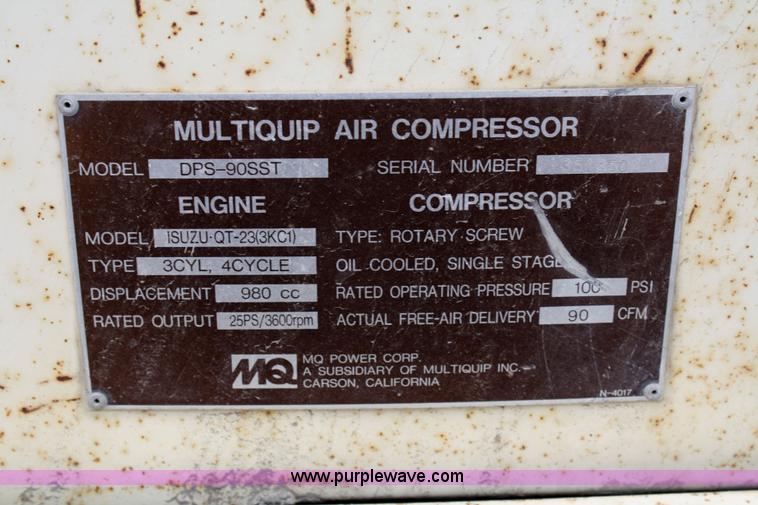 MULTIQUIP AIR COMPRESSOR
MODEL DPS-90SST SERIAL NUMBER
ENGINE COMPRESSOR
MODEL ISUZU·QT-23(3KC1) TYPE: ROTARY SCREW
TYPE 3CYL, 4CYCLE OIL COOLED, SINGLE STAGE
DISPLACEMENT 980 cc RATED OPERATING PRESSURE 100 PSI
RATED OUTPUT 25PS/3600rpm ACTUAL FREE-AIR DELIVERY 90 CFM
MQ MQ POWER CORP.
A SUBSIDIARY OF MULTIQUIP INC.
CARSON, CALIFORNIA
N-4017
www.purplewave.com